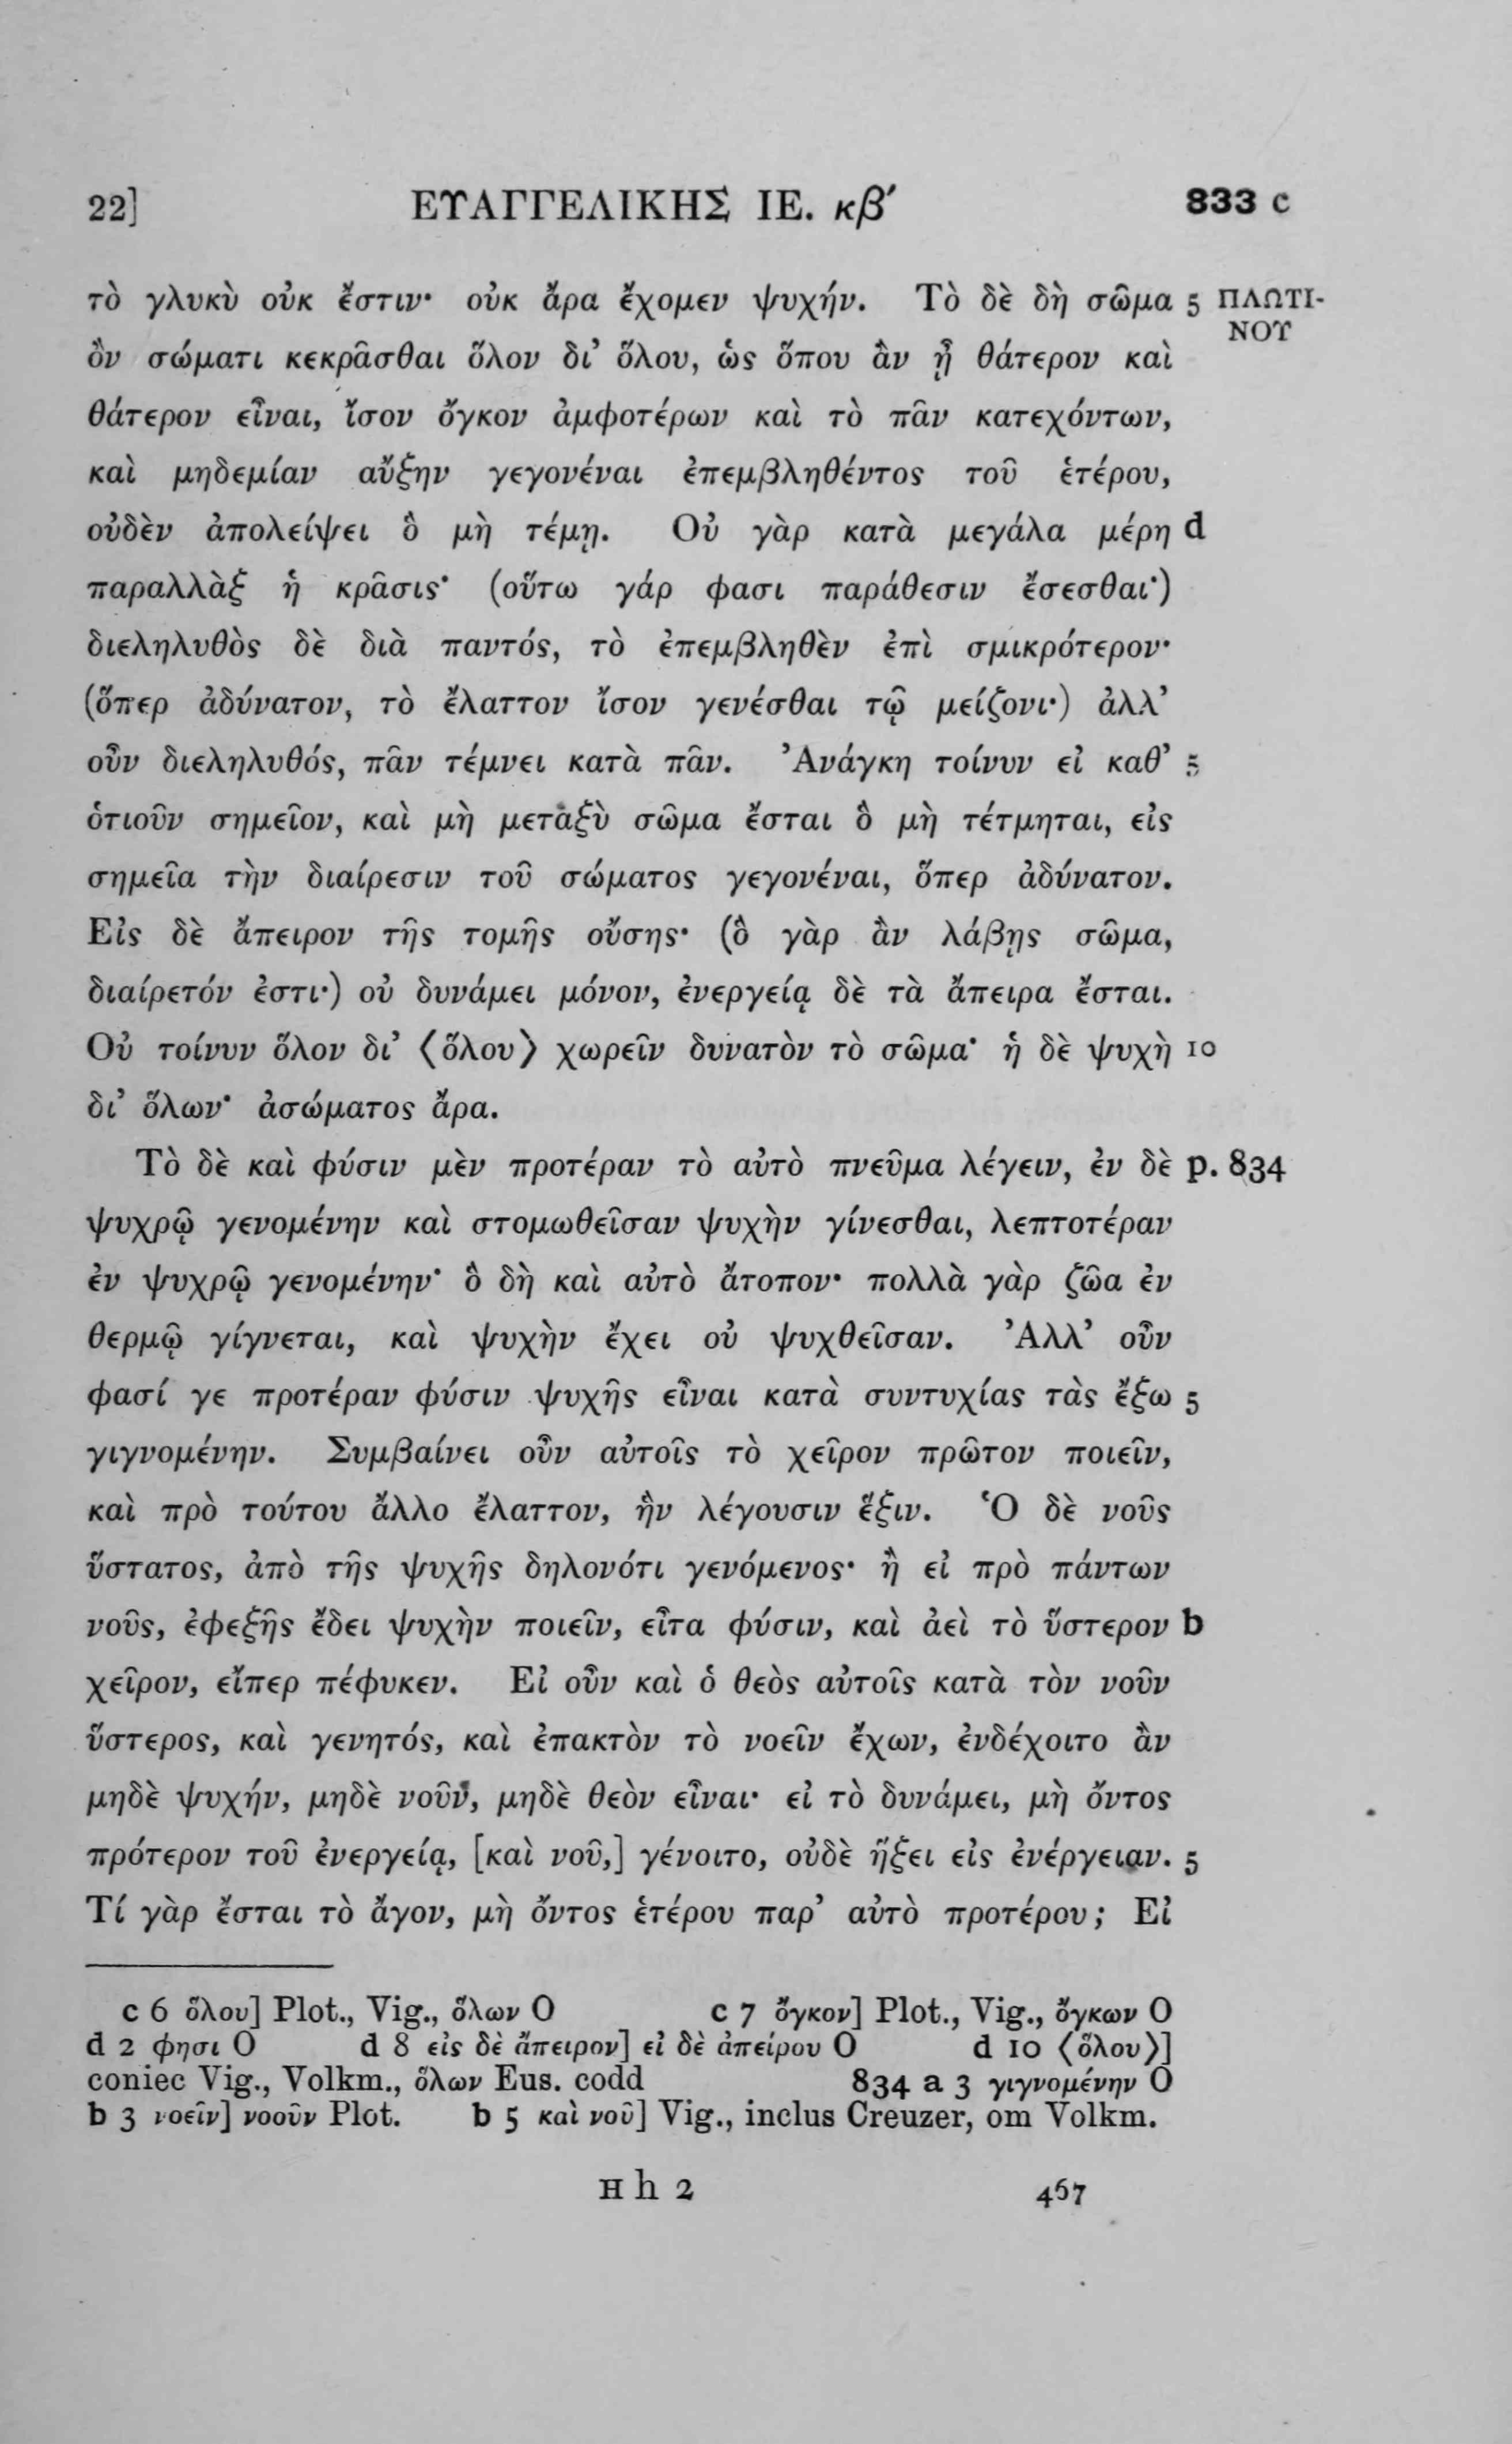 22] ΕΥΑΓΓΕΛΙΚΗΣ ΙΕ. κβ′ 833 c
τὸ γλυκὺ οὐκ ἔστιν· οὐκ ἄρα ἔχομεν ψυχήν. Τὸ δὲ δὴ σῶμα 5 ΠΛΩΤΙ-
ΝΟΥ
ὂν σώματι κεκρᾶσθαι ὅλον δι’ ὅλου, ὡς ὅπου ἂν ᾖ θάτερον καὶ
θάτερον εἶναι, ἴσον ὄγκον ἀμφοτέρων καὶ τὸ πᾶν κατεχόντων,
καὶ μηδεμίαν αὔξην γεγονέναι ἐπεμβληθέντος τοῦ ἑτέρου,
οὐδὲν ἀπολείψει ὃ μὴ τέμῃ. Οὐ γὰρ κατὰ μεγάλα μέρη d
παραλλὰξ ἡ κρᾶσις· (οὕτω γάρ φασι παράθεσιν ἔσεσθαι·)
διεληλυθὸς δὲ διὰ παντός, τὸ ἐπεμβληθὲν ἐπὶ σμικρότερον·
(ὅπερ ἀδύνατον, τὸ ἔλαττον ἴσον γενέσθαι τῷ μείζονι·) ἀλλ’
οὖν διεληλυθός, πᾶν τέμνει κατὰ πᾶν. Ἀνάγκη τοίνυν εἰ καθ’ 5
ὁτιοῦν σημεῖον, καὶ μὴ μεταξὺ σῶμα ἔσται ὃ μὴ τέτμηται, εἰς
σημεῖα τὴν διαίρεσιν τοῦ σώματος γεγονέναι, ὅπερ ἀδύνατον.
Εἰς δὲ ἄπειρον τῆς τομῆς οὔσης· (ὃ γὰρ ἂν λάβῃς σῶμα,
διαίρετόν ἐστι·) οὐ δυνάμει μόνον, ἐνεργείᾳ δὲ τὰ ἄπειρα ἔσται.
Οὐ τοίνυν ὅλον δι’ ⟨ὅλου⟩ χωρεῖν δυνατὸν τὸ σῶμα· ἡ δὲ ψυχὴ 10
δι’ ὅλων· ἀσώματος ἄρα.
Τὸ δὲ καὶ φύσιν μὲν προτέραν τὸ αὐτὸ πνεῦμα λέγειν, ἐν δὲ p. 834
ψυχρῷ γενομένην καὶ στομωθεῖσαν ψυχὴν γίνεσθαι, λεπτοτέραν
ἐν ψυχρῷ γενομένην· ὃ δὴ καὶ αὐτὸ ἄτοπον· πολλὰ γὰρ ζῶα ἐν
θερμῷ γίγνεται, καὶ ψυχὴν ἔχει οὐ ψυχθεῖσαν. Ἀλλ’ οὖν
φασί γε προτέραν φύσιν ψυχῆς εἶναι κατὰ συντυχίας τὰς ἔξω 5
γιγνομένην. Συμβαίνει οὖν αὐτοῖς τὸ χεῖρον πρῶτον ποιεῖν,
καὶ πρὸ τούτου ἄλλο ἔλαττον, ἣν λέγουσιν ἕξιν. Ὁ δὲ νοῦς
ὕστατος, ἀπὸ τῆς ψυχῆς δηλονότι γενόμενος· ἢ εἰ πρὸ πάντων
νοῦς, ἐφεξῆς ἔδει ψυχὴν ποιεῖν, εἶτα φύσιν, καὶ ἀεὶ τὸ ὕστερον b
χεῖρον, εἴπερ πέφυκεν. Εἰ οὖν καὶ ὁ θεὸς αὐτοῖς κατὰ τὸν νοῦν
ὕστερος, καὶ γενητός, καὶ ἐπακτὸν τὸ νοεῖν ἔχων, ἐνδέχοιτο ἂν
μηδὲ ψυχήν, μηδὲ νοῦν, μηδὲ θεὸν εἶναι· εἰ τὸ δυνάμει, μὴ ὄντος
πρότερον τοῦ ἐνεργείᾳ, [καὶ νοῦ,] γένοιτο, οὐδὲ ἥξει εἰς ἐνέργειαν. 5
Τί γὰρ ἔσται τὸ ἄγον, μὴ ὄντος ἑτέρου παρ’ αὐτὸ προτέρου; Εἰ
c 6 ὅλου] Plot., Vig., ὅλων O c 7 ὄγκον] Plot., Vig., ὄγκων O
d 2 φησι O d 8 εἰς δὲ ἄπειρον] εἰ δὲ ἀπείρου O d 10 ⟨ὅλου⟩]
coniec Vig., Volkm., ὅλων Eus. codd 834 a 3 γιγνομένην O
b 3 νοεῖν] νοοῦν Plot. b 5 καὶ νοῦ] Vig., inclus Creuzer, om Volkm.
H h 2 467